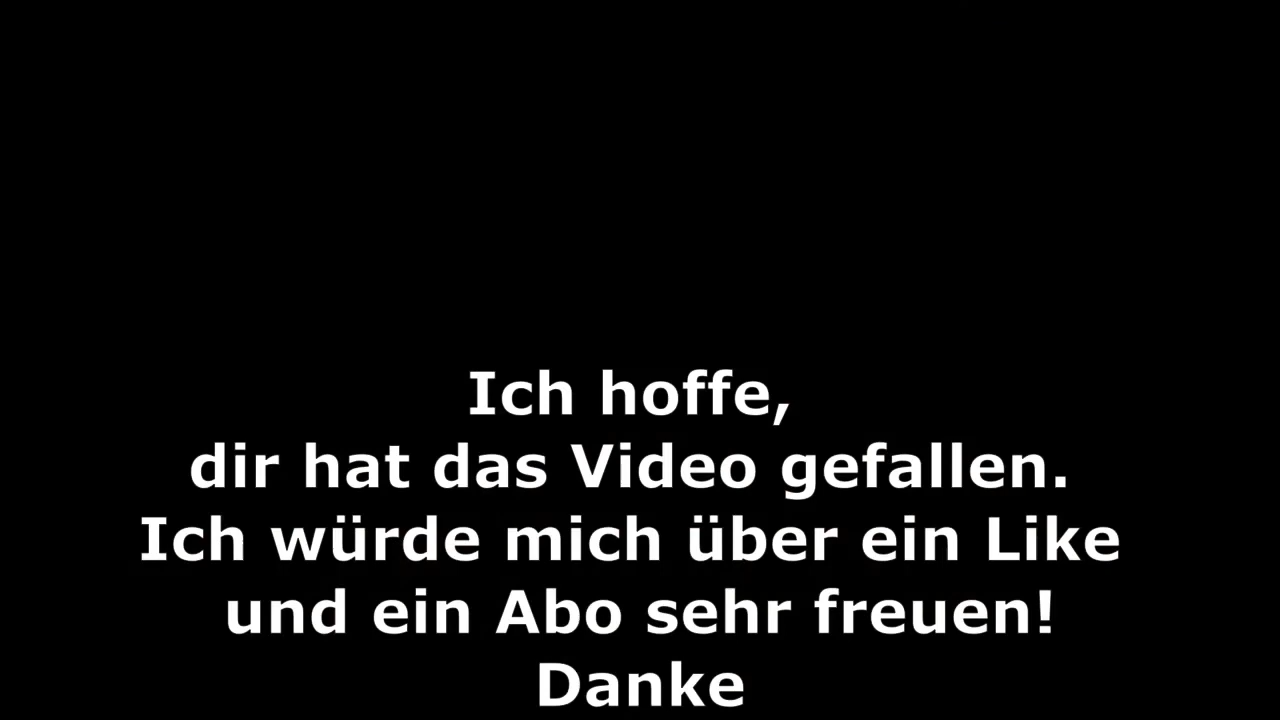 Ich hoffe,
dir hat das Video gefallen.
Ich würde mich über ein Like
und ein Abo sehr freuen!
Danke